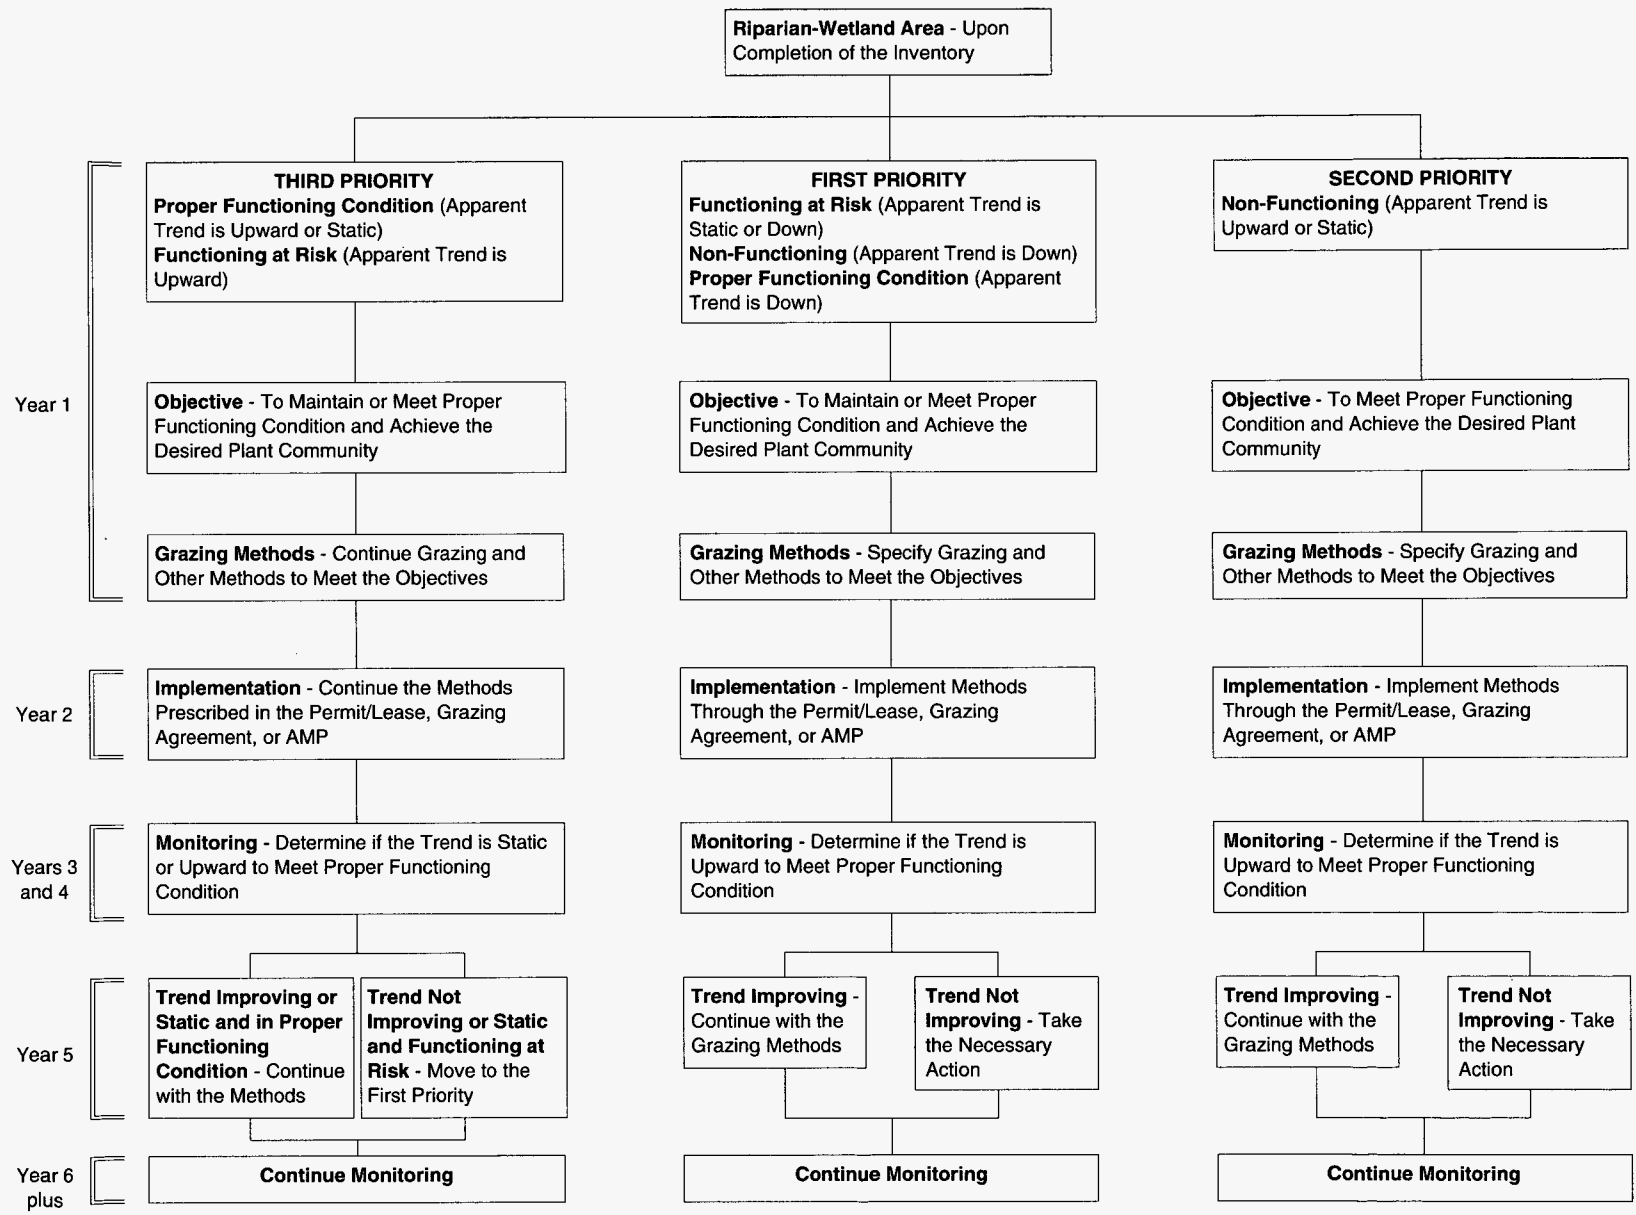 Riparian-Wetland Area - Upon
Completion of the Inventory
Year 1
THIRD PRIORITY
Proper Functioning Condition (Apparent
Trend is Upward or Static)
Functioning at Risk (Apparent Trend is
Upward)
FIRST PRIORITY
Functioning at Risk (Apparent Trend is
Static or Down)
Non-Functioning (Apparent Trend is Down)
Proper Functioning Condition (Apparent
Trend is Down)
SECOND PRIORITY
Non-Functioning (Apparent Trend is
Upward or Static)
Objective - To Maintain or Meet Proper
Functioning Condition and Achieve the
Desired Plant Community
Objective - To Maintain or Meet Proper
Functioning Condition and Achieve the
Desired Plant Community
Objective - To Meet Proper Functioning
Condition and Achieve the Desired Plant
Community
Grazing Methods - Continue Grazing and
Other Methods to Meet the Objectives
Grazing Methods - Specify Grazing and
Other Methods to Meet the Objectives
Grazing Methods - Specify Grazing and
Other Methods to Meet the Objectives
Year 2
Implementation - Continue the Methods
Prescribed in the Permit/Lease, Grazing
Agreement, or AMP
Implementation - Implement Methods
Through the Permit/Lease, Grazing
Agreement, or AMP
Implementation - Implement Methods
Through the Permit/Lease, Grazing
Agreement, or AMP
Years 3
and 4
Monitoring - Determine if the Trend is Static
or Upward to Meet Proper Functioning
Condition
Monitoring - Determine if the Trend is
Upward to Meet Proper Functioning
Condition
Monitoring - Determine if the Trend is
Upward to Meet Proper Functioning
Condition
Year 5
Trend Improving or
Static and in Proper
Functioning
Condition - Continue
with the Methods
Trend Not
Improving or Static
and Functioning at
Risk - Move to the
First Priority
Trend Improving -
Continue with the
Grazing Methods
Trend Not
Improving - Take
the Necessary
Action
Trend Improving -
Continue with the
Grazing Methods
Trend Not
Improving - Take
the Necessary
Action
Year 6
plus
Continue Monitoring
Continue Monitoring
Continue Monitoring